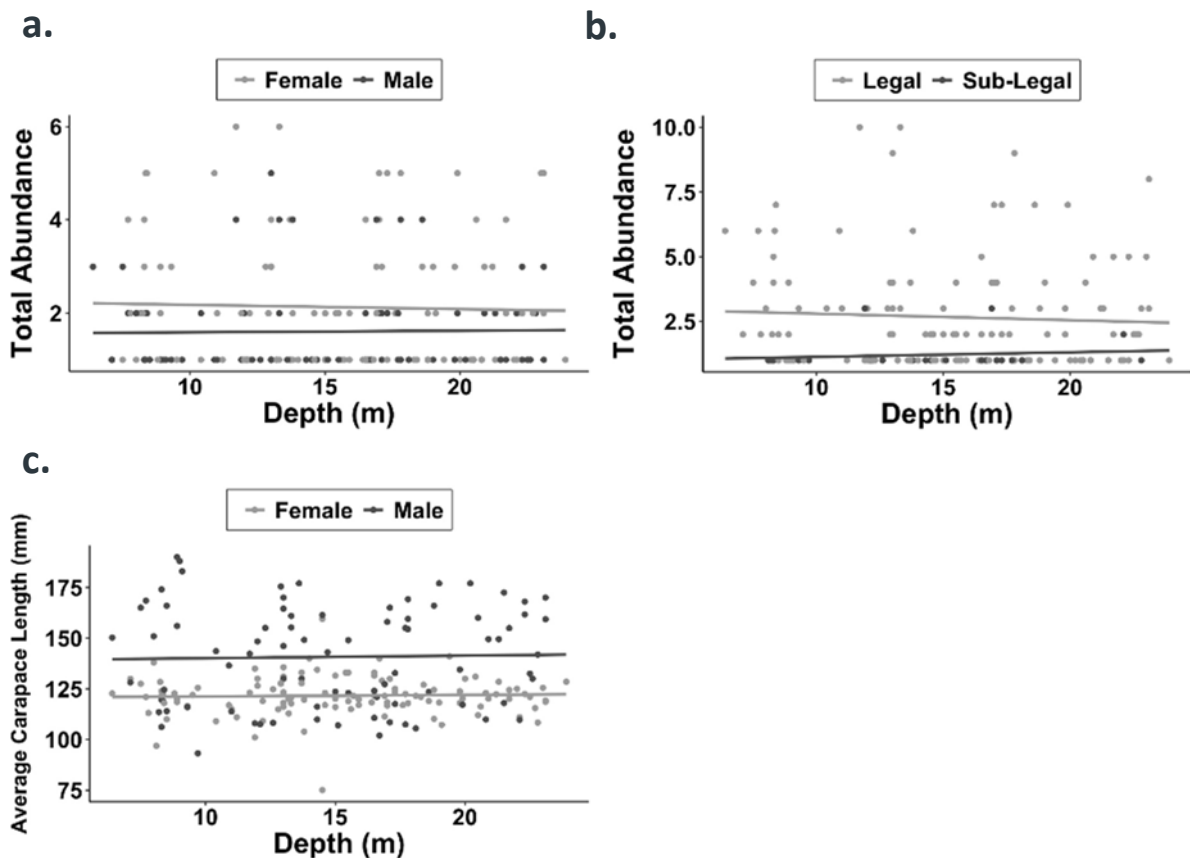 a.
Female Male
Total Abundance
6
4
2
10 15 20
Depth (m)
b.
Legal Sub-Legal
Total Abundance
10.0
7.5
5.0
2.5
10 15 20
Depth (m)
c.
Female Male
Average Carapace Length (mm)
175
150
125
100
75
10 15 20
Depth (m)